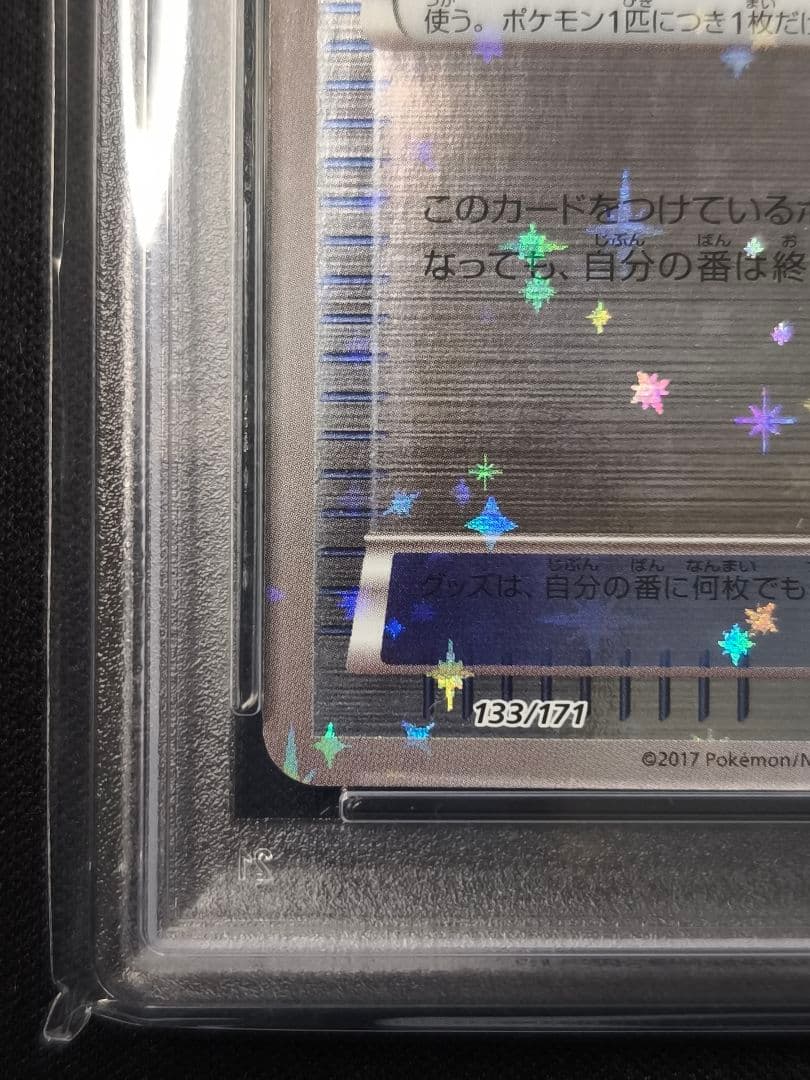 使う。ポケモン1匹につき1枚だけ
このカードをつけているポ
なっても、自分の番は終
グッズは、自分の番に何枚でも
133/171
©2017 Pokémon/N
21